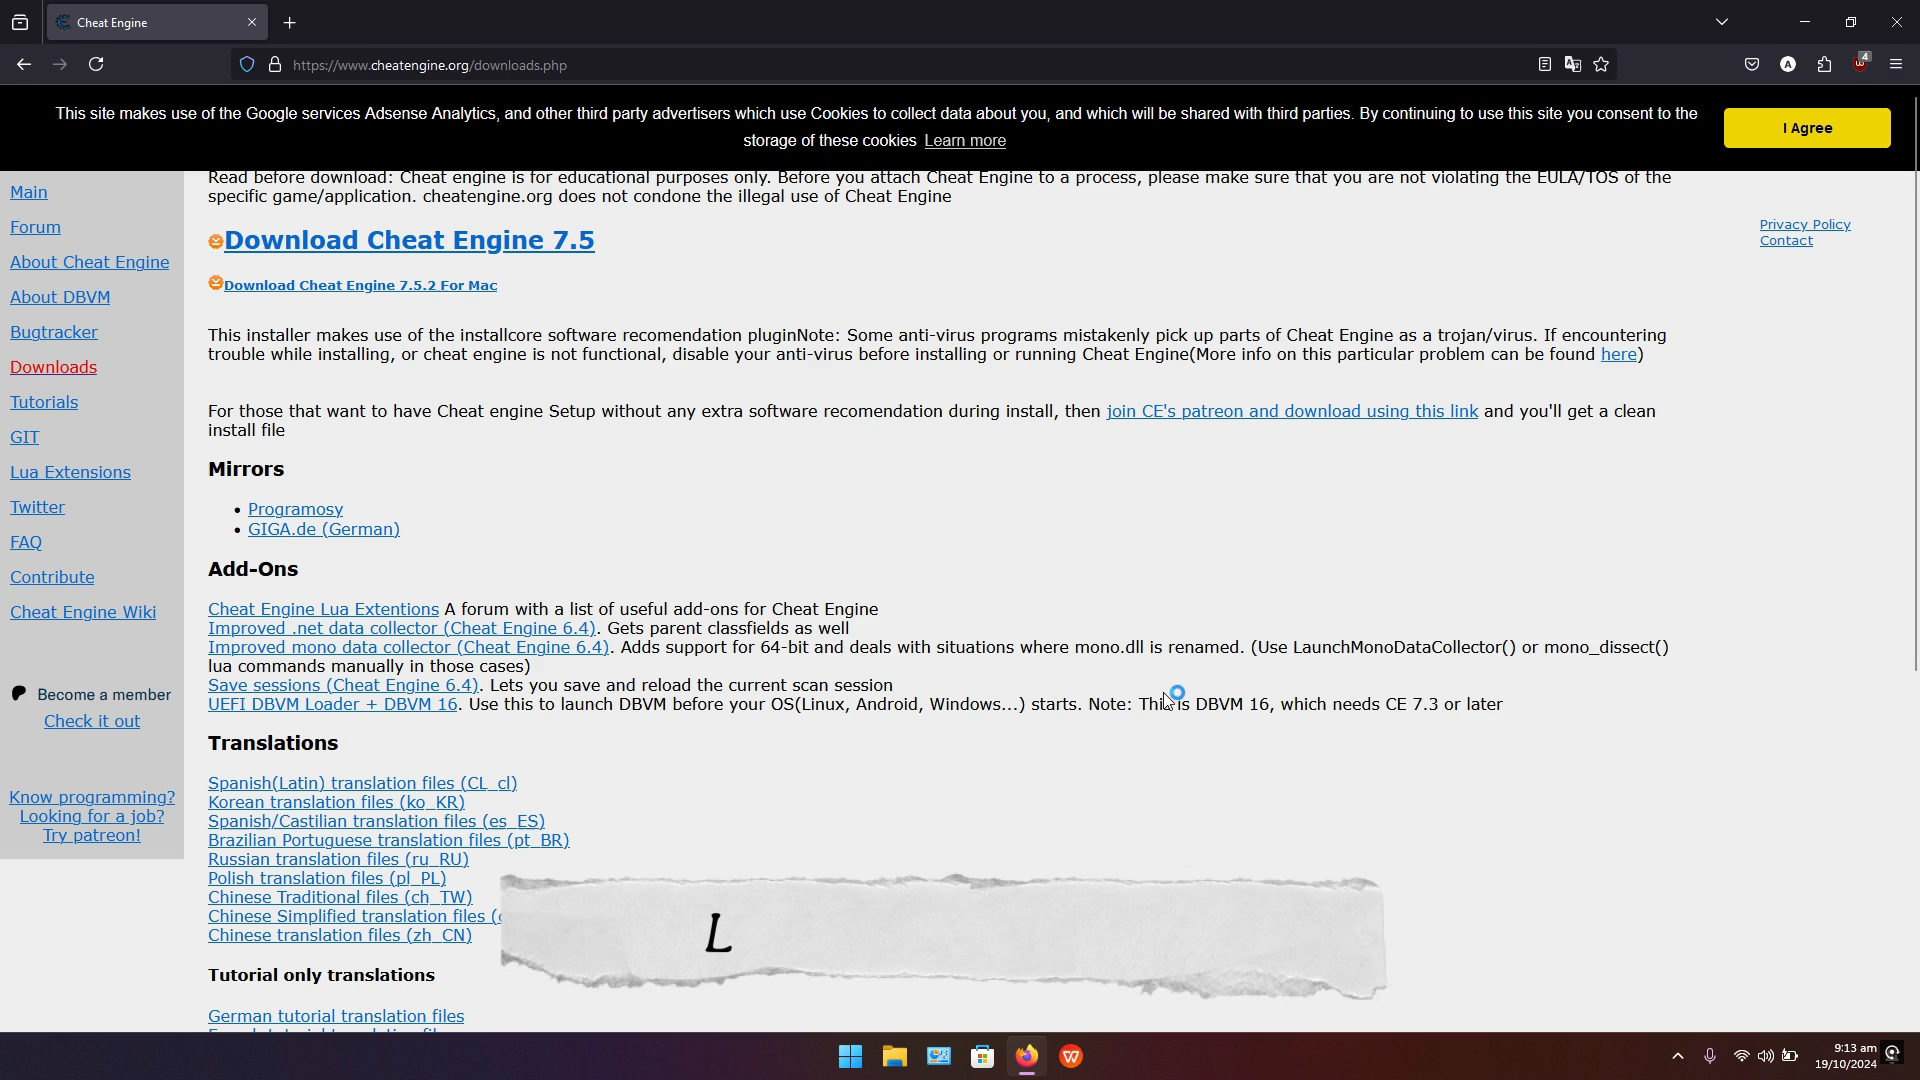 Cheat Engine
https://www.cheatengine.org/downloads.php
4
This site makes use of the Google services Adsense Analytics, and other third party advertisers which use Cookies to collect data about you, and which will be shared with third parties. By continuing to use this site you consent to the
storage of these cookies Learn more
I Agree
Main
Forum
About Cheat Engine
About DBVM
Bugtracker
Downloads
Tutorials
GIT
Lua Extensions
Twitter
FAQ
Contribute
Cheat Engine Wiki
Become a member
Check it out
Know programming?
Looking for a job?
Try patreon!
Read before download: Cheat engine is for educational purposes only. Before you attach Cheat Engine to a process, please make sure that you are not violating the EULA/TOS of the
specific game/application. cheatengine.org does not condone the illegal use of Cheat Engine
Download Cheat Engine 7.5
Download Cheat Engine 7.5.2 For Mac
This installer makes use of the installcore software recomendation pluginNote: Some anti-virus programs mistakenly pick up parts of Cheat Engine as a trojan/virus. If encountering
trouble while installing, or cheat engine is not functional, disable your anti-virus before installing or running Cheat Engine(More info on this particular problem can be found here)
For those that want to have Cheat engine Setup without any extra software recomendation during install, then join CE's patreon and download using this link and you'll get a clean
install file
Mirrors
• Programosy
• GIGA.de (German)
Add-Ons
Cheat Engine Lua Extentions A forum with a list of useful add-ons for Cheat Engine
Improved .net data collector (Cheat Engine 6.4). Gets parent classfields as well
Improved mono data collector (Cheat Engine 6.4). Adds support for 64-bit and deals with situations where mono.dll is renamed. (Use LaunchMonoDataCollector() or mono_dissect()
lua commands manually in those cases)
Save sessions (Cheat Engine 6.4). Lets you save and reload the current scan session
UEFI DBVM Loader + DBVM 16. Use this to launch DBVM before your OS(Linux, Android, Windows...) starts. Note: This is DBVM 16, which needs CE 7.3 or later
Translations
Spanish(Latin) translation files (CL_cl)
Korean translation files (ko_KR)
Spanish/Castilian translation files (es_ES)
Brazilian Portuguese translation files (pt_BR)
Russian translation files (ru_RU)
Polish translation files (pl_PL)
Chinese Traditional files (ch_TW)
Chinese Simplified translation files (
Chinese translation files (zh_CN)
Tutorial only translations
German tutorial translation files
Privacy Policy
Contact
L
9:13 am
19/10/2024